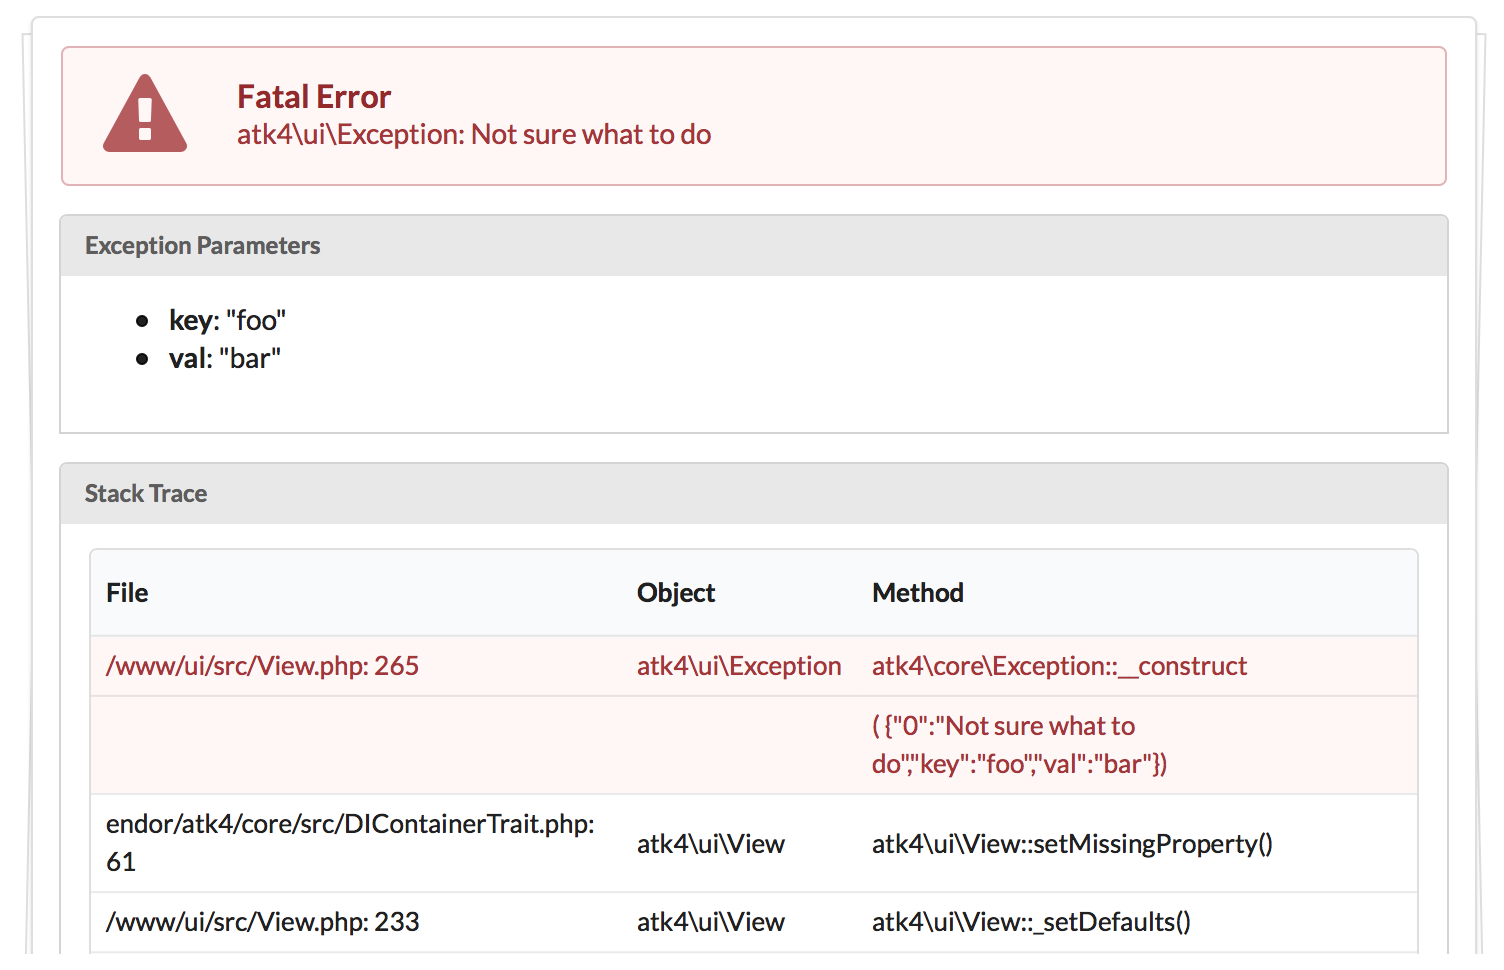 Fatal Error
atk4\ui\Exception: Not sure what to do
Exception Parameters
key: "foo"
val: "bar"
Stack Trace
File Object Method
/www/ui/src/View.php: 265 atk4\ui\Exception atk4\core\Exception::__construct
( {"0":"Not sure what to
do","key":"foo","val":"bar"})
endor/atk4/core/src/DIContainerTrait.php:
61
atk4\ui\View atk4\ui\View::setMissingProperty()
/www/ui/src/View.php: 233 atk4\ui\View atk4\ui\View::_setDefaults()